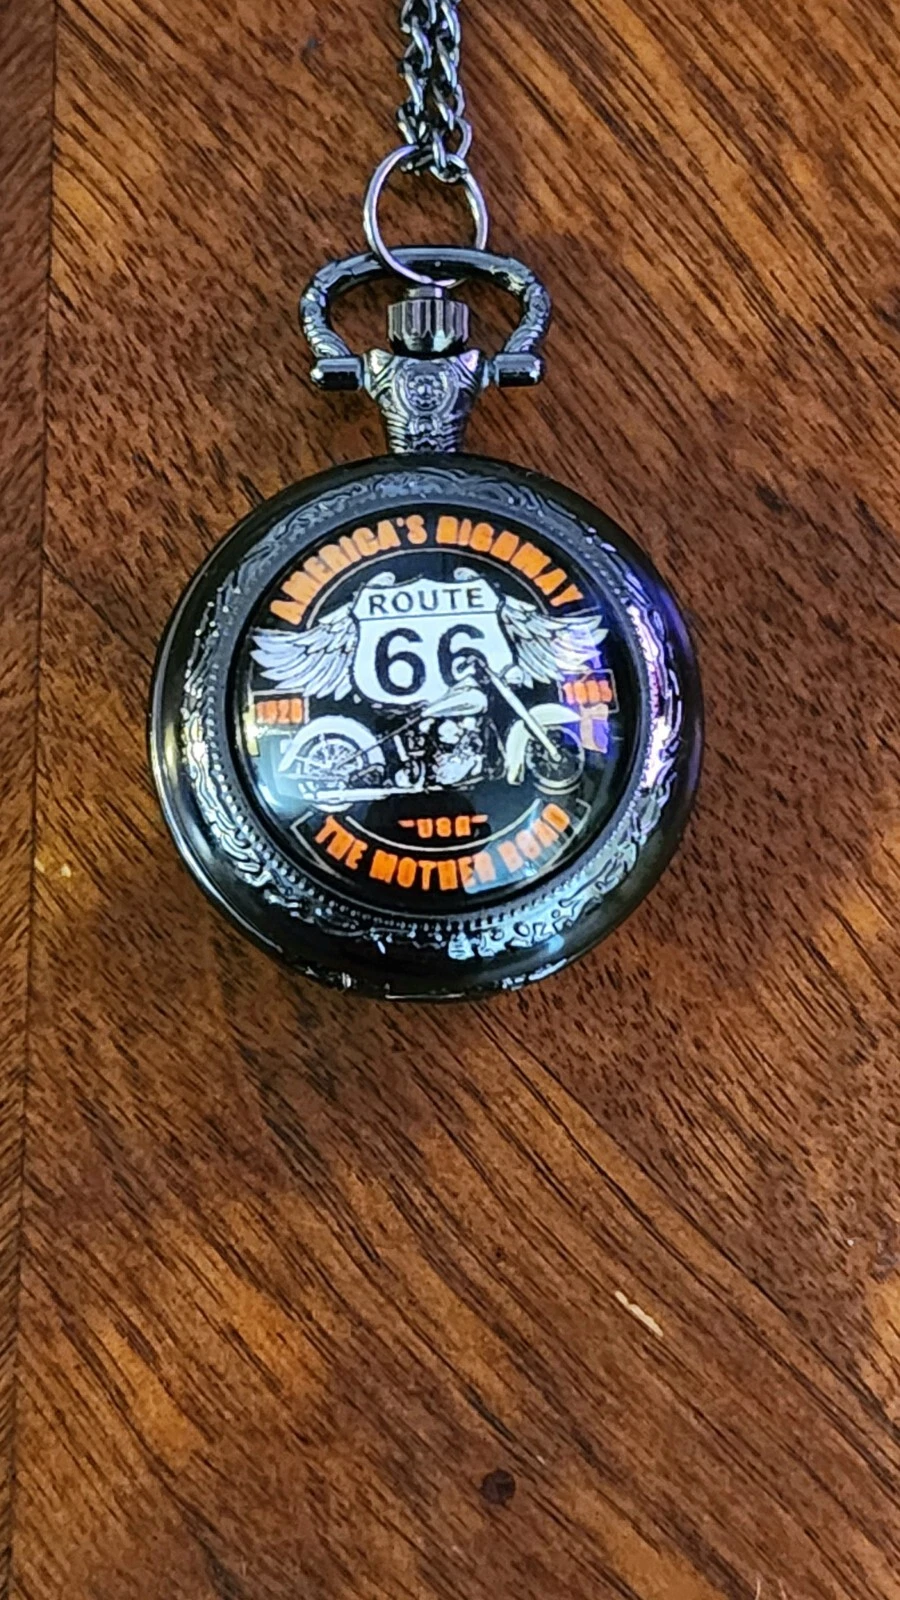 AMERICA'S HIGHWAY
ROUTE
66
1926
1985
-USA-
THE MOTHER ROAD